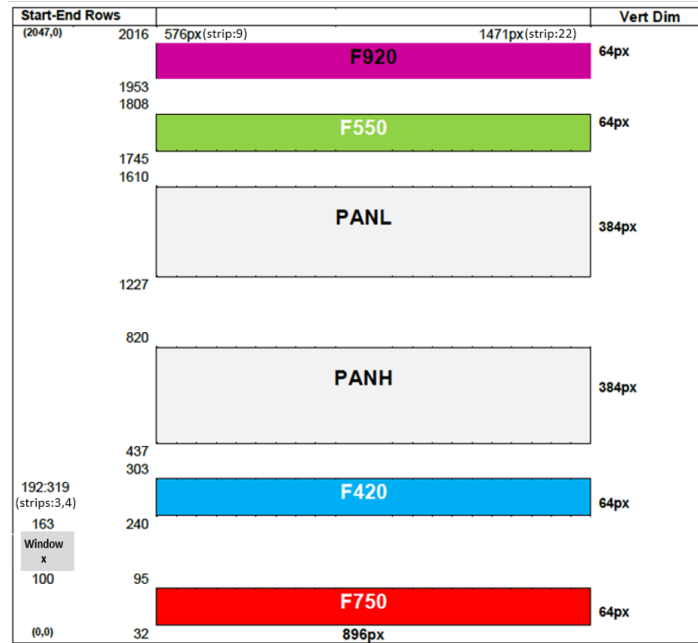 Start-End Rows Vert Dim
(2047,0) 2016 576px(strip:9) 1471px(strip:22)
F920 64px
1953
1808
F550 64px
1745
1610
PANL
384px
1227
820
PANH
384px
437
303
192:319
(strips:3,4)
F420
64px
163 240
Window
x
100 95
F750
64px
(0,0) 32 896px